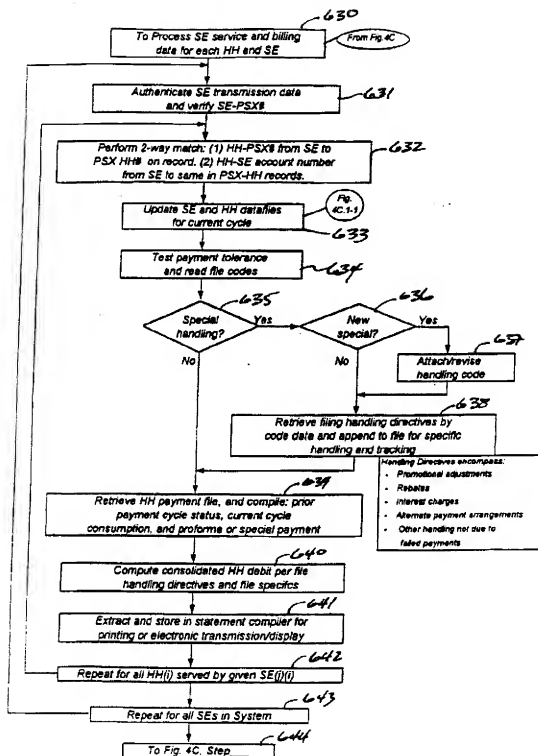 630
To Process SE service and billing
data for each HH and SE
From Fig.4C
Authenticate SE transmission data
and verify SE-PSX#
631
Perform 2-way match: (1) HH-PSX# from SE to
PSX HH# on record. (2) HH-SE account number
from SE to same in PSX-HH records.
632
Update SE and HH datafiles
for current cycle
Fig.
4C.1-1
633
Test payment tolerance
and read file codes
634
635
Special
handling?
Yes
636
New
special?
Yes
No
No
637
Attach/revise
handling code
638
Retrieve filing handling directives by
code data and append to file for specific
handling and tracking
Handling Directives encompass:
• Promotional adjustments
• Rebates
• Interest charges
• Alternate payment arrangements
• Other handling not due to
failed payments
639
Retrieve HH payment file, and compile: prior
payment cycle status, current cycle
consumption, and proforma or special payment
640
Compute consolidated HH debit per file
handling directives and file specifcs
641
Extract and store in statement compiler for
printing or electronic transmission/display
642
Repeat for all HH(i) served by given SE(j)(i)
643
Repeat for all SEs in System
644
To Fig. 4C, Step